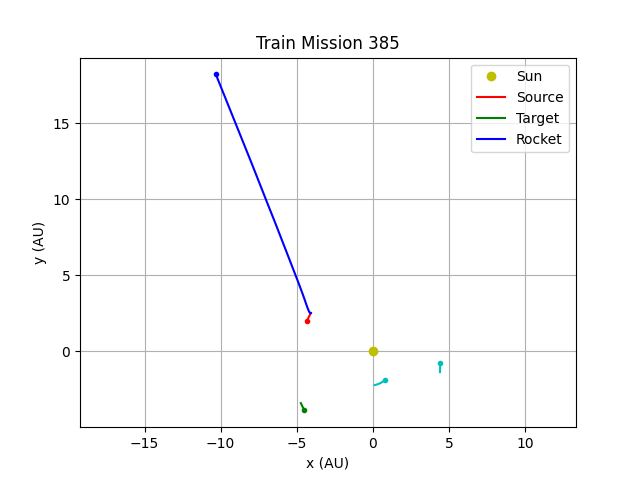 Train Mission 385
Sun
Source
Target
Rocket
15
10
5
0
y (AU)
−15
−10
−5
0
5
10
x (AU)